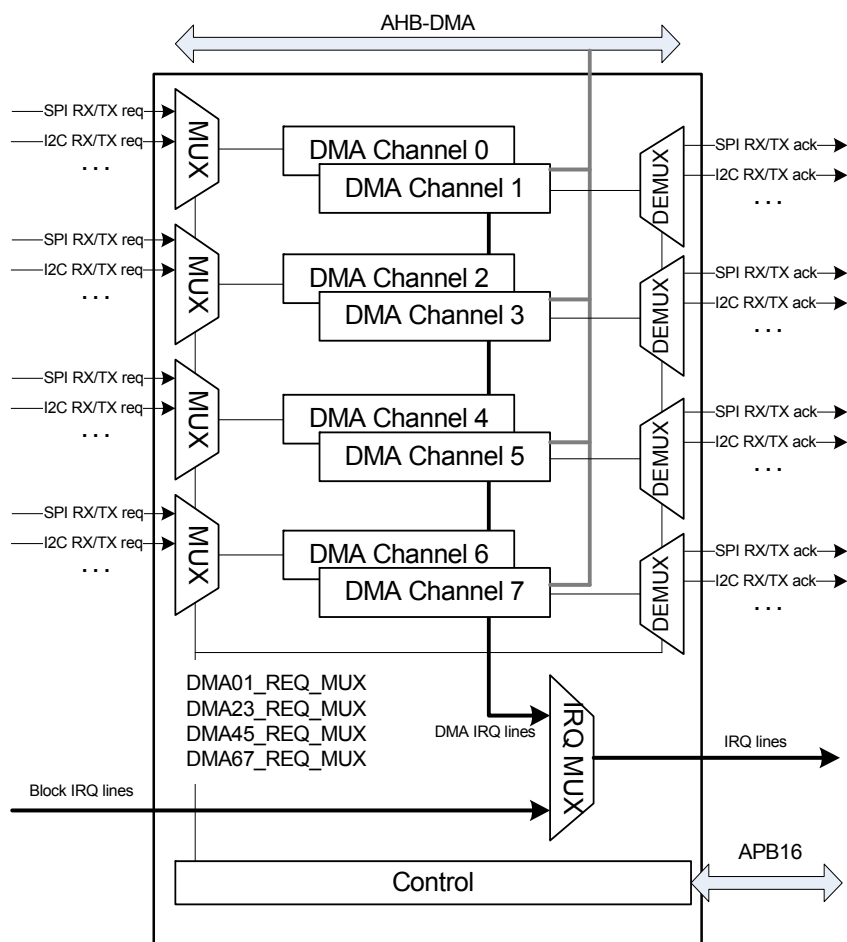 AHB-DMA
SPI RX/TX req
I2C RX/TX req
. . .
MUX
DMA Channel 0
DMA Channel 1
DEMUX
SPI RX/TX ack
I2C RX/TX ack
. . .
SPI RX/TX req
I2C RX/TX req
. . .
MUX
DMA Channel 2
DMA Channel 3
DEMUX
SPI RX/TX ack
I2C RX/TX ack
. . .
SPI RX/TX req
I2C RX/TX req
. . .
MUX
DMA Channel 4
DMA Channel 5
DEMUX
SPI RX/TX ack
I2C RX/TX ack
. . .
SPI RX/TX req
I2C RX/TX req
. . .
MUX
DMA Channel 6
DMA Channel 7
DEMUX
SPI RX/TX ack
I2C RX/TX ack
. . .
DMA01_REQ_MUX
DMA23_REQ_MUX
DMA45_REQ_MUX
DMA67_REQ_MUX
DMA IRQ lines
IRQ MUX
IRQ lines
Block IRQ lines
APB16
Control